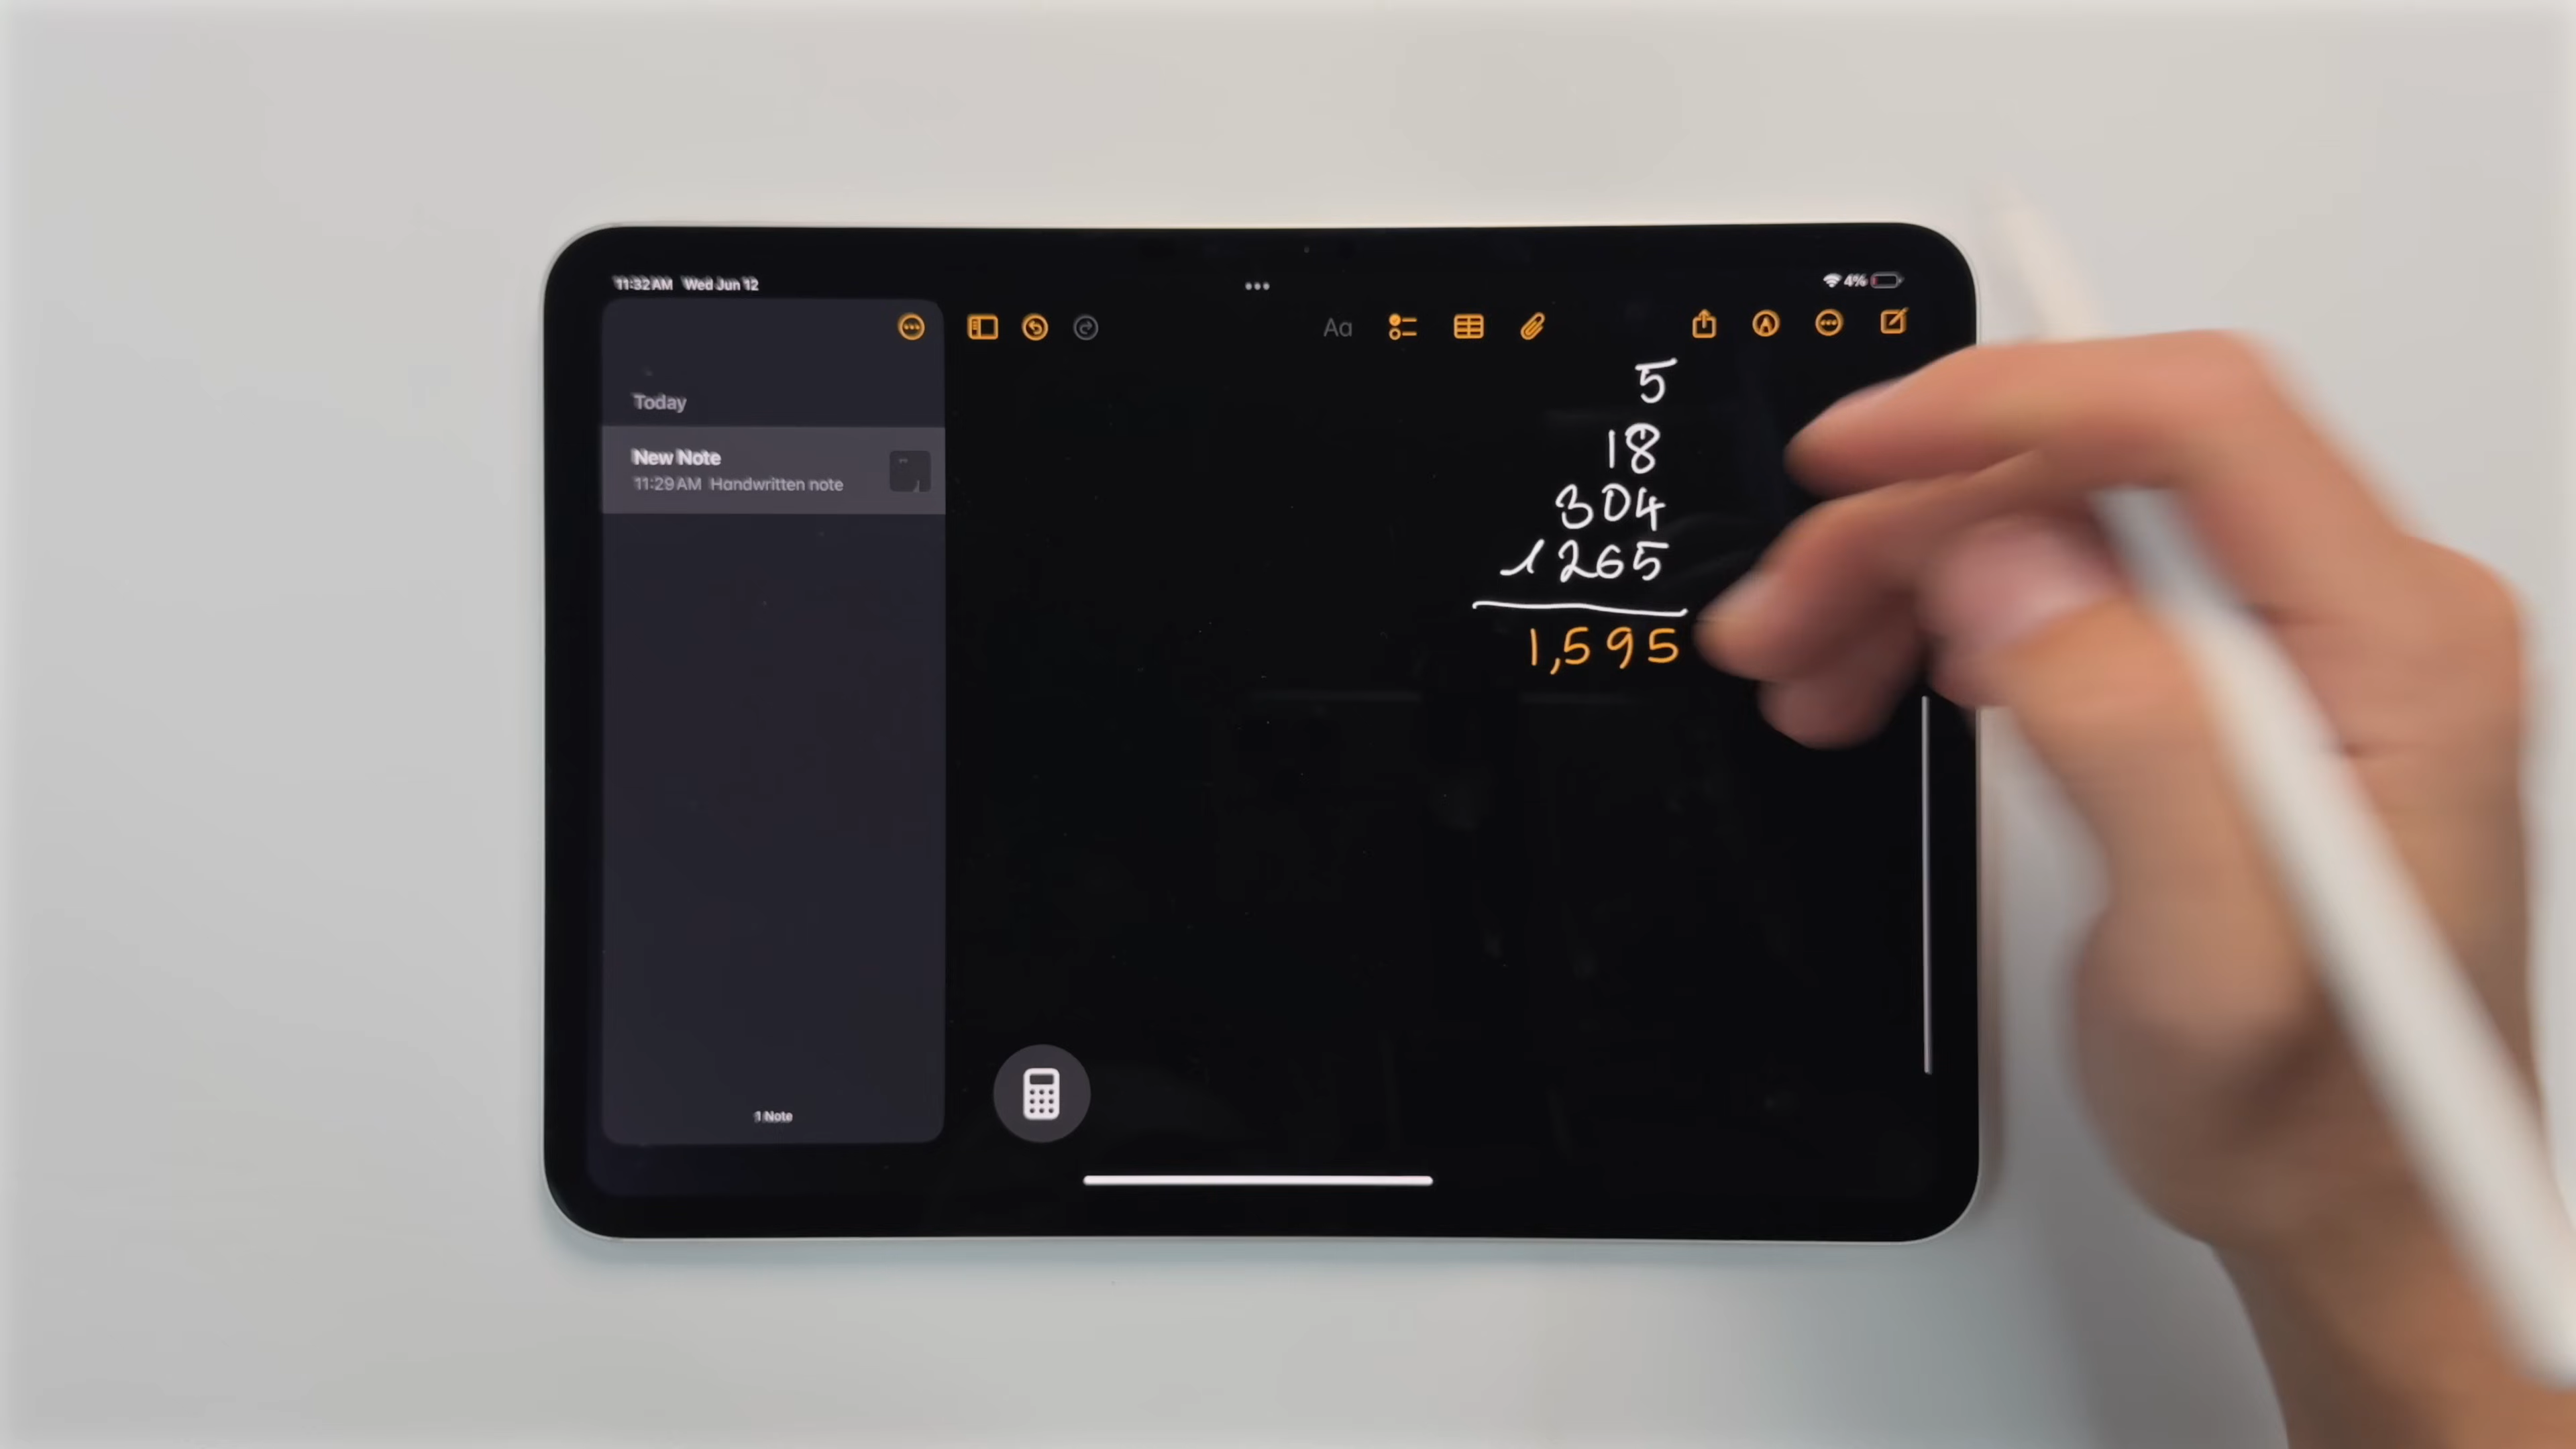 11:32 AM Wed Jun 12
4%
Aa
Today
New Note
11:29 AM Handwritten note
1 Note
5
18
304
1265
1,595